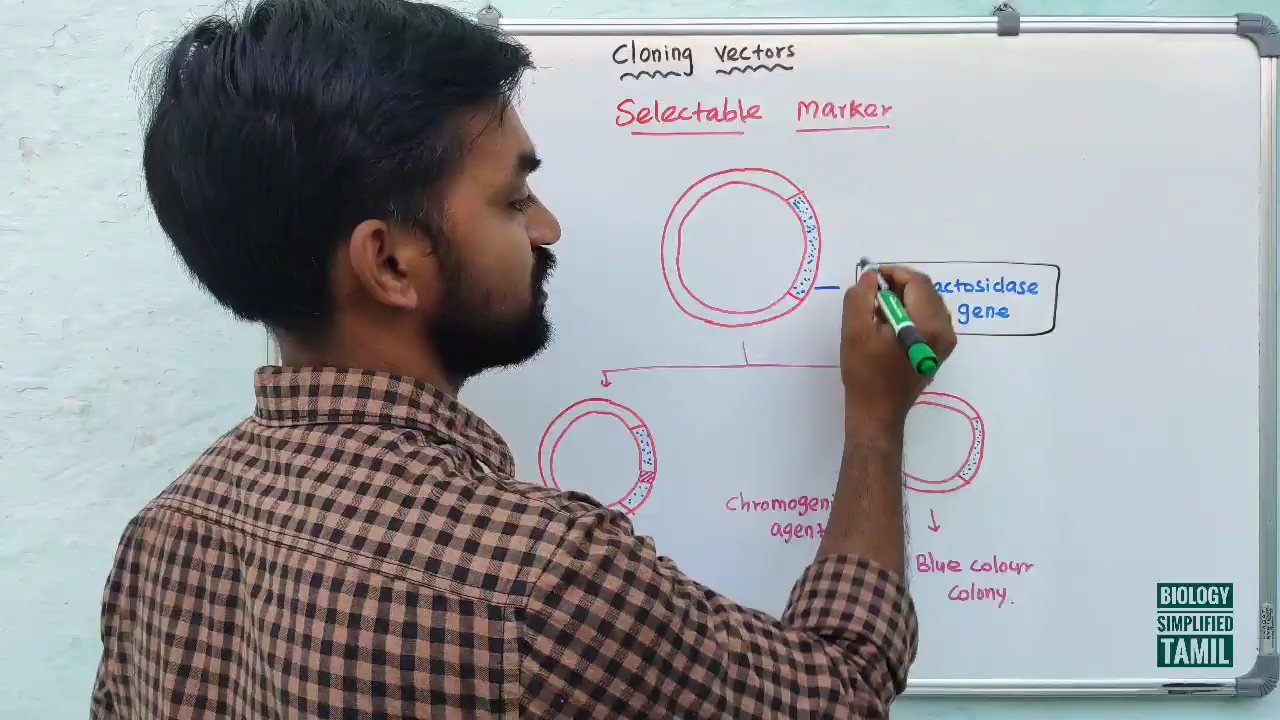 Cloning vectors
Selectable Marker
actosidase
gene
Chromogeni
agent
Blue colour
colony.
BIOLOGY
SIMPLIFIED
TAMIL